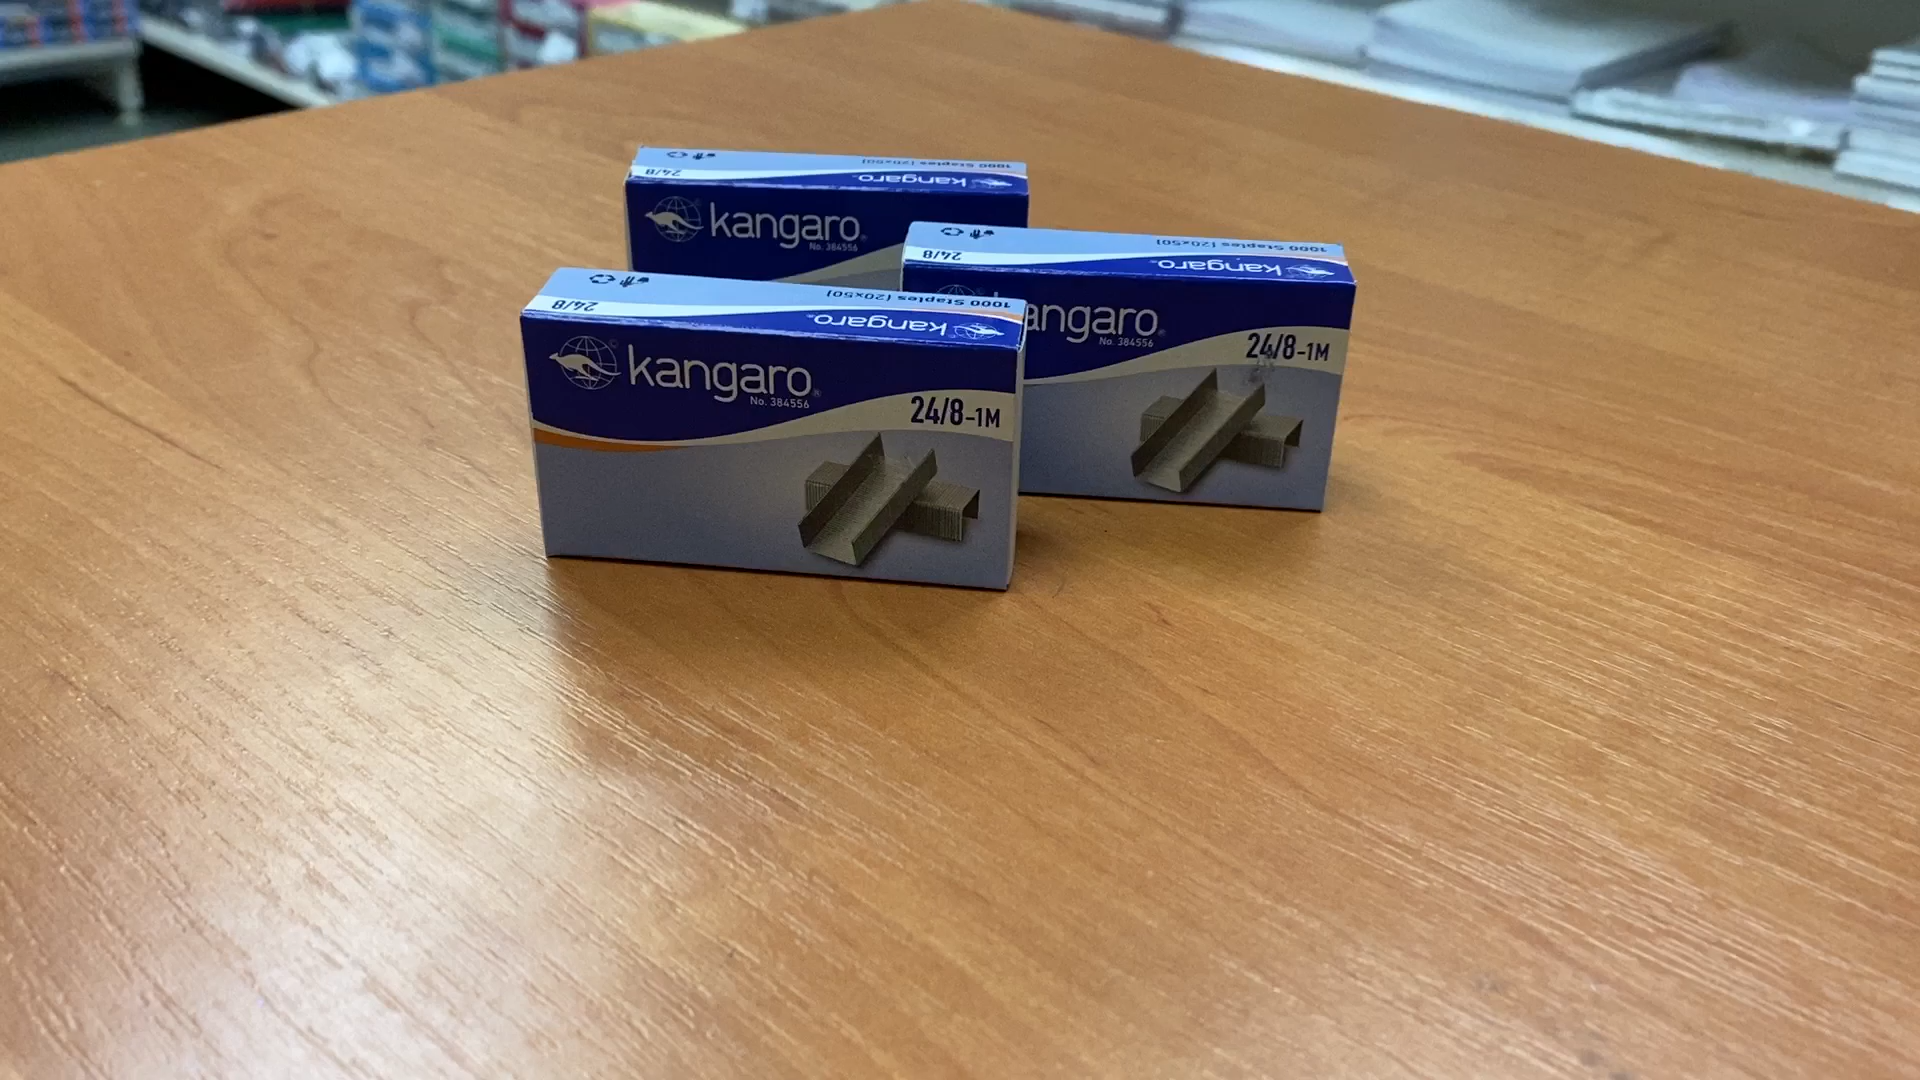 1000 Staples (20x50)
24/8
kangaro
kangaro
No. 384556
1000 Staples (20x50)
24/8
kangaro
angaro
No. 384556
24/8-1M
1000 Staples (20x50)
24/8
kangaro
kangaro
No. 384556
24/8-1M